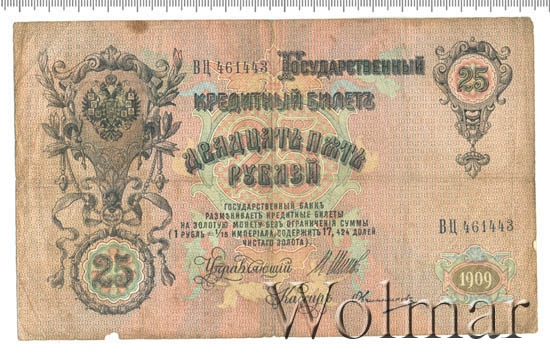 ВЦ 461443 Государственный
25
кредитный билетъ
двадцать пять
рублей
25
государственный банкъ
размѣниваетъ кредитные билеты
на золотую монету безъ ограниченія суммы
(1 рубль = 1/15 имперіала, содержитъ 17,424 долей
чистаго золота).
ВЦ 461443
Управляющій
25
Кассиръ
1909
Wolmar